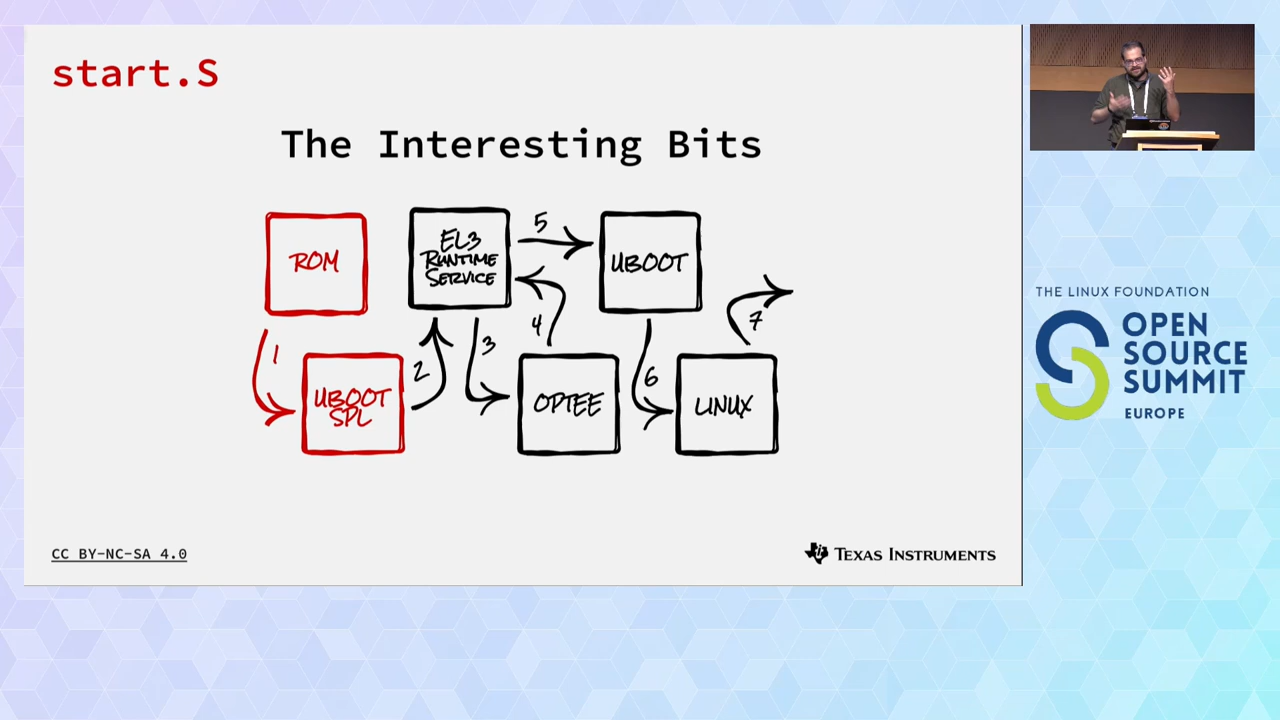 start.S
The Interesting Bits
ROM
EL3
RUNTIME
SERVICE
5
UBOOT
1
2
3
4
6
7
UBOOT
SPL
OPTEE
LINUX
CC BY-NC-SA 4.0
TEXAS INSTRUMENTS
THE LINUX FOUNDATION
OPEN
SOURCE
SUMMIT
EUROPE